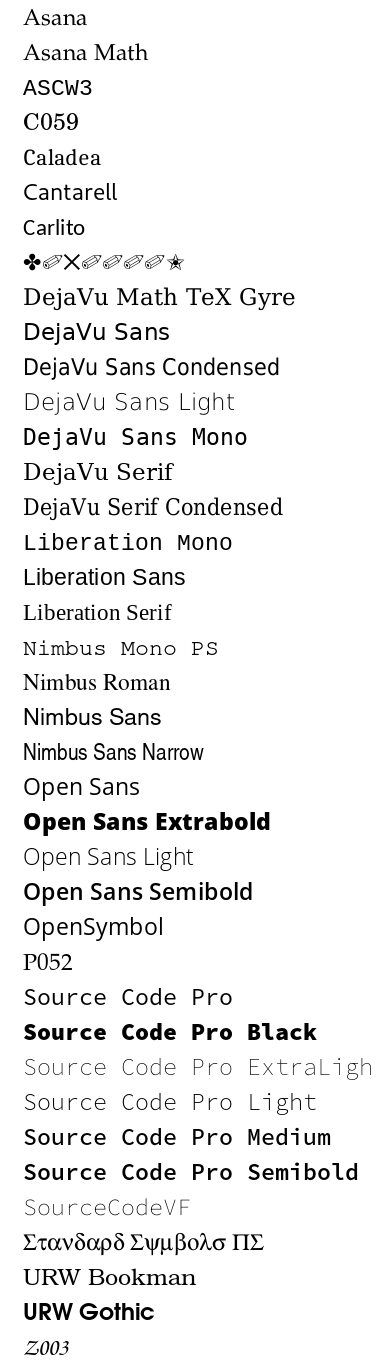 Asana
Asana Math
ASCW3
C059
Caladea
Cantarell
Carlito
✤✐✕✐✐✐✐✭
DejaVu Math TeX Gyre
DejaVu Sans
DejaVu Sans Condensed
DejaVu Sans Light
DejaVu Sans Mono
DejaVu Serif
DejaVu Serif Condensed
Liberation Mono
Liberation Sans
Liberation Serif
Nimbus Mono PS
Nimbus Roman
Nimbus Sans
Nimbus Sans Narrow
Open Sans
Open Sans Extrabold
Open Sans Light
Open Sans Semibold
OpenSymbol
P052
Source Code Pro
Source Code Pro Black
Source Code Pro ExtraLigh
Source Code Pro Light
Source Code Pro Medium
Source Code Pro Semibold
SourceCodeVF
Στανδαρδ Σψμβολσ ΠΣ
URW Bookman
URW Gothic
Z003